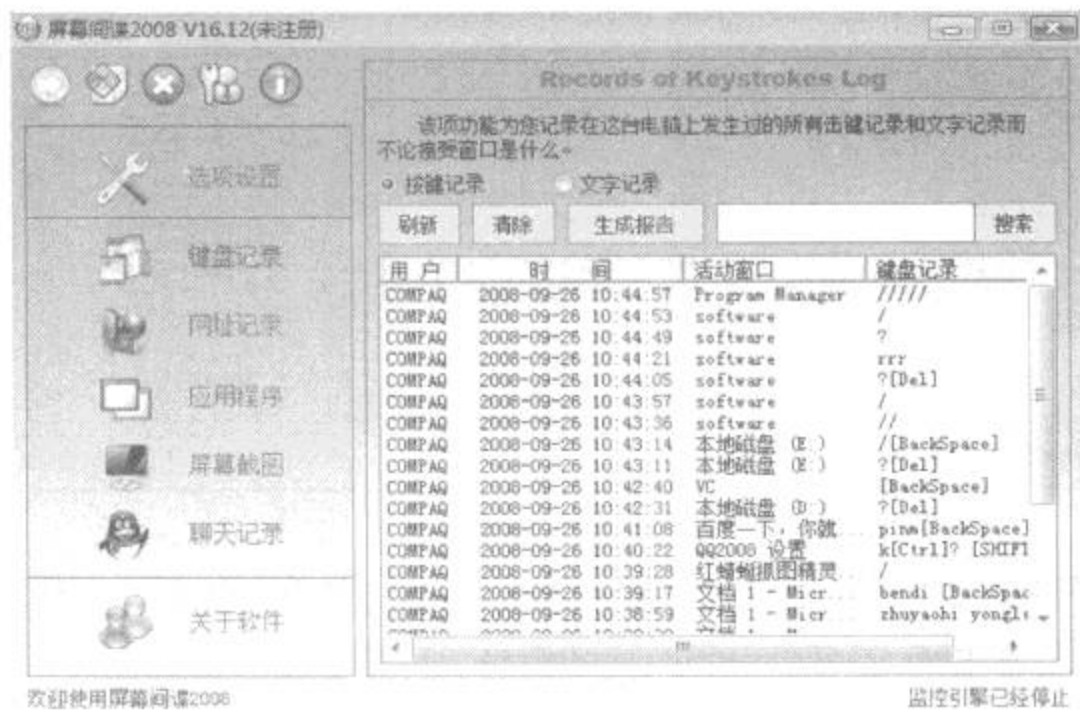 屏幕间谍2008 V16.12(未注册)
Records of Keystrokes Log
该项功能为您记录在这台电脑上发生过的所有击键记录和文字记录而
不论接受窗口是什么。
按键记录 文字记录
刷新 清除 生成报告 搜索
选项设置
键盘记录
网址记录
应用程序
屏幕截图
聊天记录
关于软件
用 户 时 间 活动窗口 键盘记录
COMPAQ 2008-09-26 10:44:57 Program Manager /////
COMPAQ 2008-09-26 10:44:53 software /
COMPAQ 2008-09-26 10:44:49 software ?
COMPAQ 2008-09-26 10:44:21 software rrr
COMPAQ 2008-09-26 10:44:05 software ?[Del]
COMPAQ 2008-09-26 10:43:57 software /
COMPAQ 2008-09-26 10:43:36 software //
COMPAQ 2008-09-26 10:43:14 本地磁盘 (E:) /[BackSpace]
COMPAQ 2008-09-26 10:43:11 本地磁盘 (E:) ?[Del]
COMPAQ 2008-09-26 10:42:40 VC [BackSpace]
COMPAQ 2008-09-26 10:42:31 本地磁盘 (D:) ?[Del]
COMPAQ 2008-09-26 10:41:08 百度一下，你就... pinm[BackSpace]
COMPAQ 2008-09-26 10:40:22 QQ2008 设置 k[Ctrl]? [SHIFT
COMPAQ 2008-09-26 10:39:28 红蜻蜓抓图精灵... /
COMPAQ 2008-09-26 10:39:17 文档 1 - Micr... bendi [BackSpac
COMPAQ 2008-09-26 10:38:59 文档 1 - Micr... zhuyaohi yongl
欢迎使用屏幕间谍2008 监控引擎已经停止